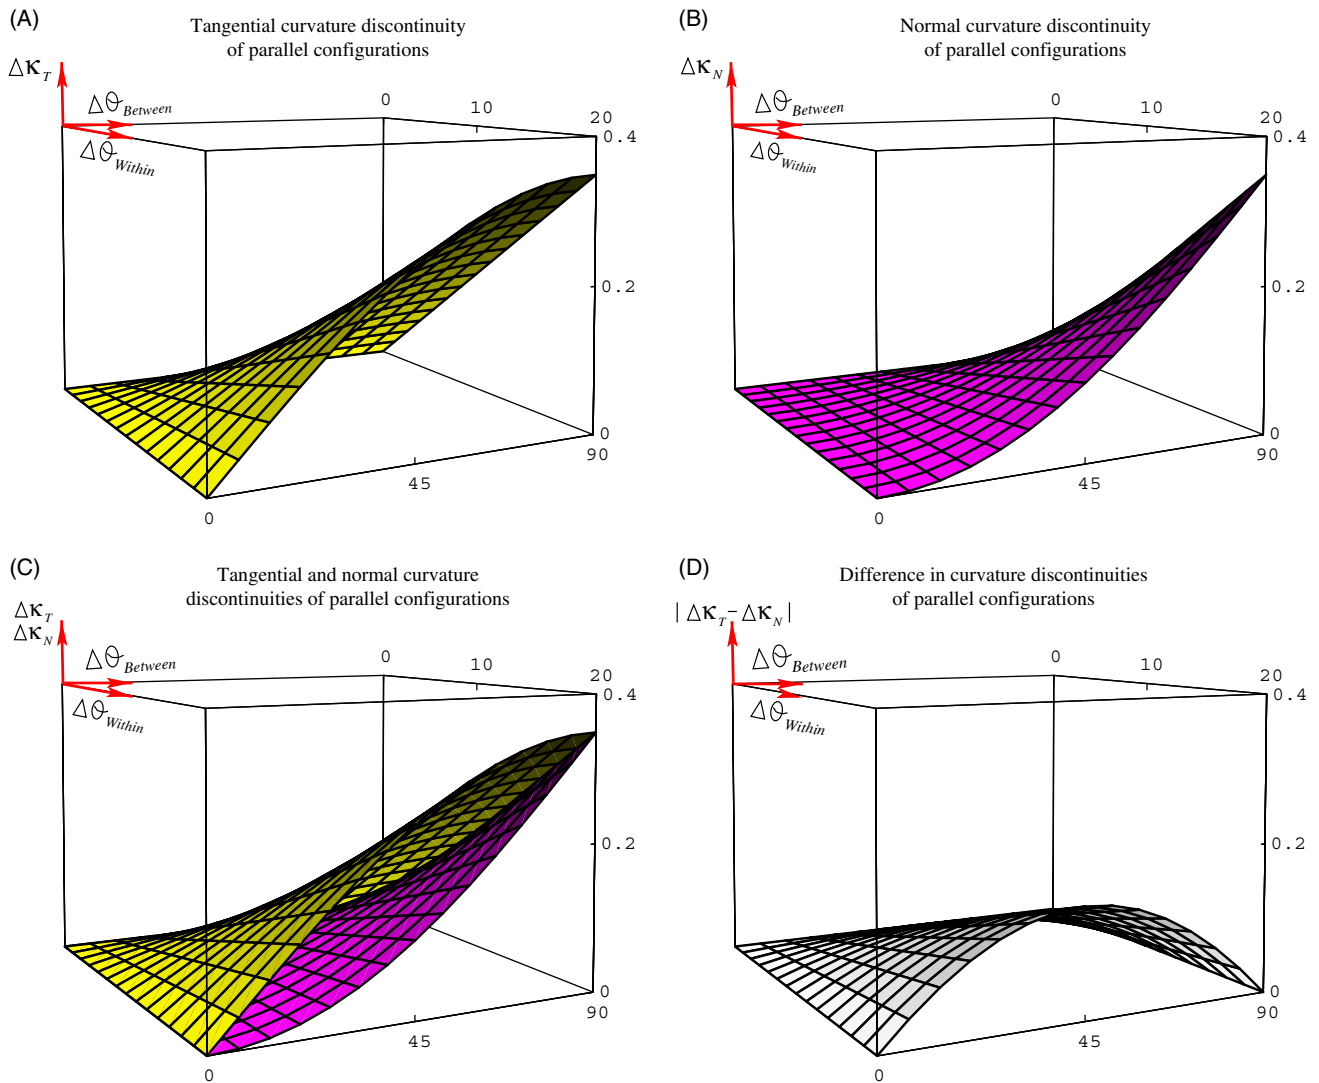 (A)
Tangential curvature discontinuity
of parallel configurations
Δκ_T
Δθ_Between
Δθ_Within
0
10
20
0.4
0.2
0
90
45
0
(B)
Normal curvature discontinuity
of parallel configurations
Δκ_N
Δθ_Between
Δθ_Within
0
10
20
0.4
0.2
0
90
45
0
(C)
Tangential and normal curvature
discontinuities of parallel configurations
Δκ_T
Δκ_N
Δθ_Between
Δθ_Within
0
10
20
0.4
0.2
0
90
45
0
(D)
Difference in curvature discontinuities
of parallel configurations
| Δκ_T - Δκ_N |
Δθ_Between
Δθ_Within
0
10
20
0.4
0.2
0
90
45
0